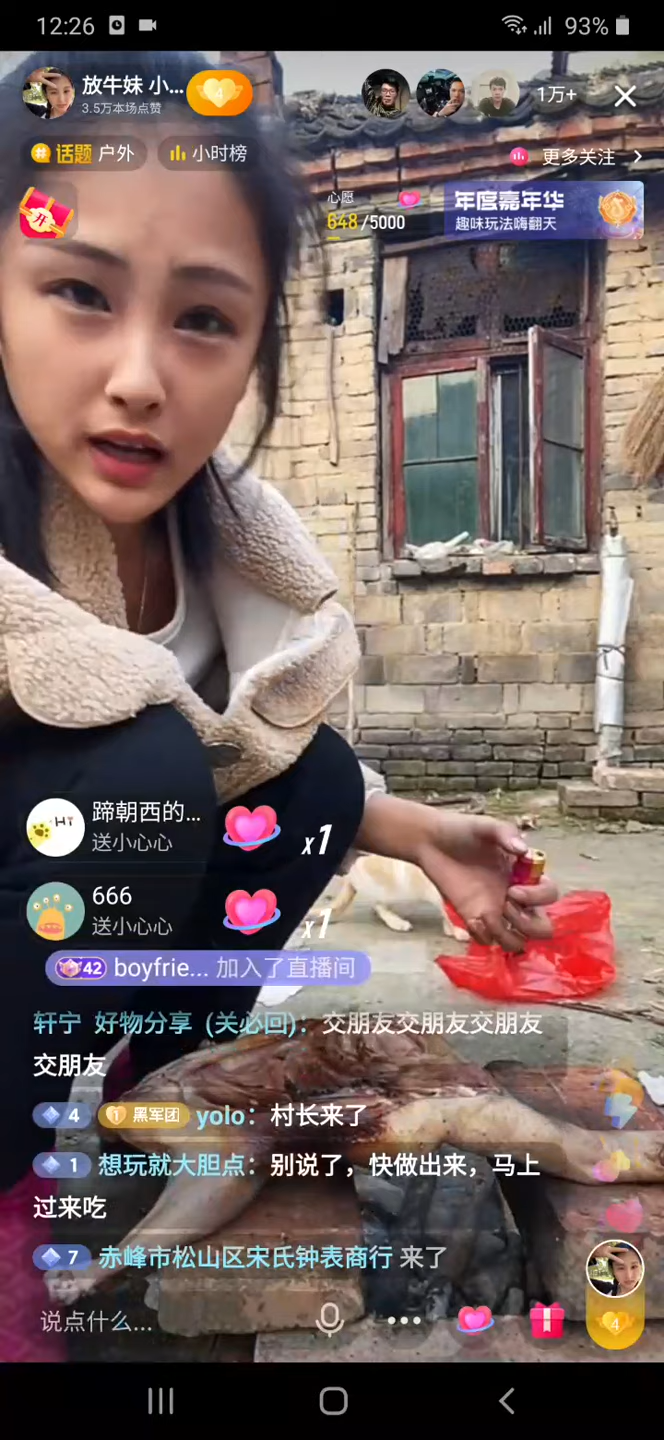 12:26
93%
放牛妹 小...
3.5万本场点赞
4
1万+
话题 户外
小时榜
更多关注
开
心愿
648/5000
年度嘉年华
趣味玩法嗨翻天
HI
蹄朝西的...
送小心心
x1
666
送小心心
x1
42 boyfrie... 加入了直播间
轩宁 好物分享（关必回）：交朋友交朋友交朋友
交朋友
4 1 黑军团 yolo：村长来了
1 想玩就大胆点：别说了，快做出来，马上
过来吃
7 赤峰市松山区宋氏钟表商行 来了
说点什么...
4